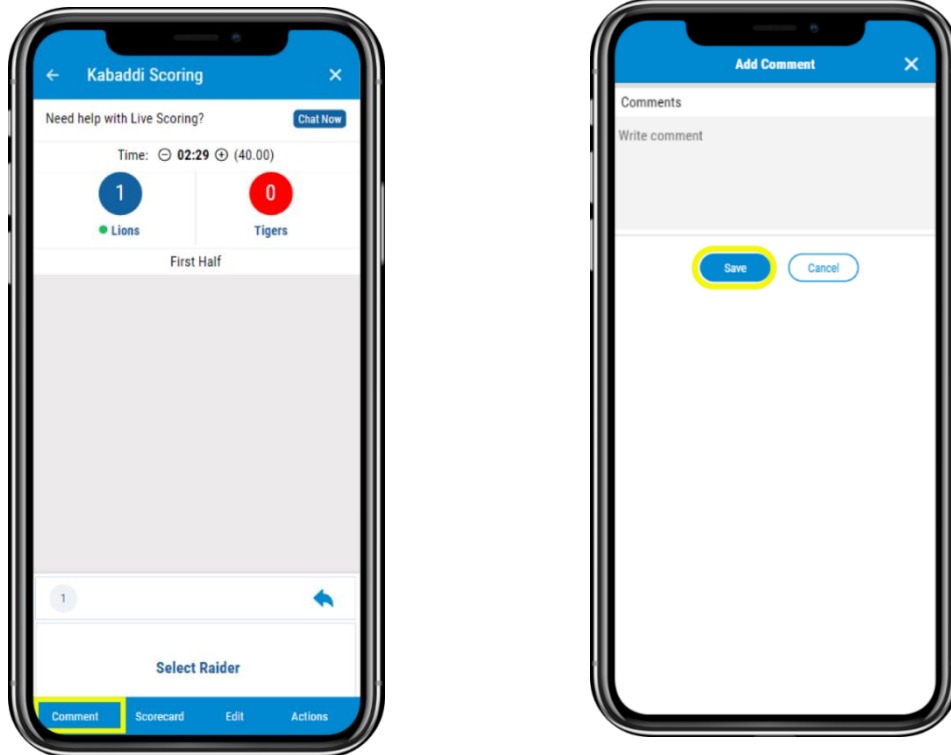 Kabaddi Scoring
Need help with Live Scoring?
Chat Now
Time: 02:29 (40.00)
1
0
Lions
Tigers
First Half
1
Select Raider
Comment Scorecard Edit Actions
Add Comment
Comments
Write comment
Save Cancel